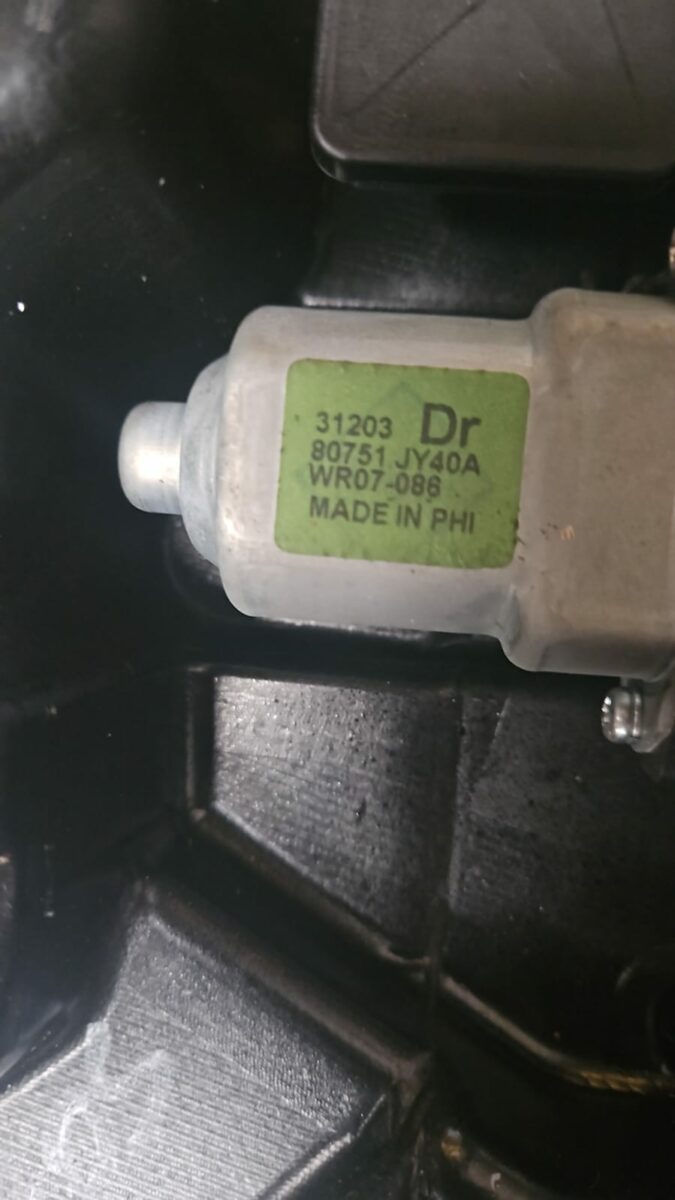 31203 Dr
80751 JY40A
WR07-086
MADE IN PHI